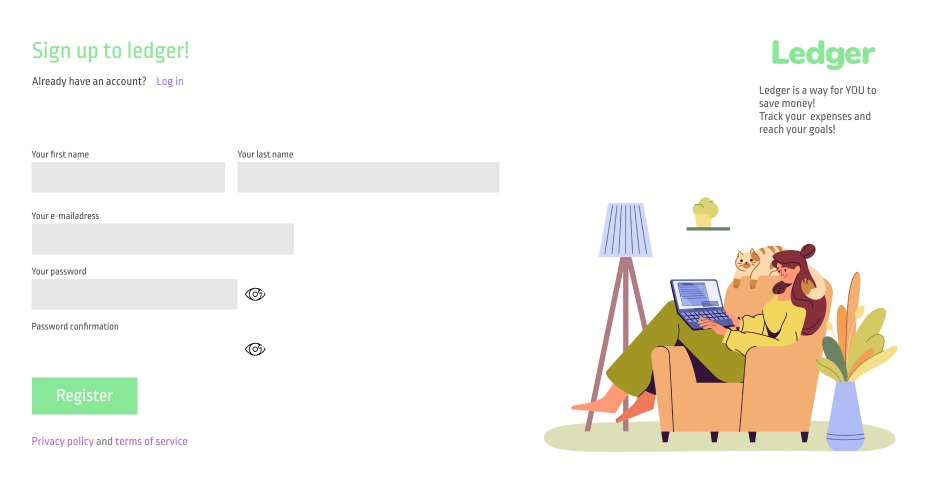 Sign up to ledger!
Already have an account? Log in
Your first name
Your last name
Your e-mailadress
Your password
Password confirmation
Register
Privacy policy and terms of service
Ledger
Ledger is a way for YOU to
save money!
Track your expenses and
reach your goals!